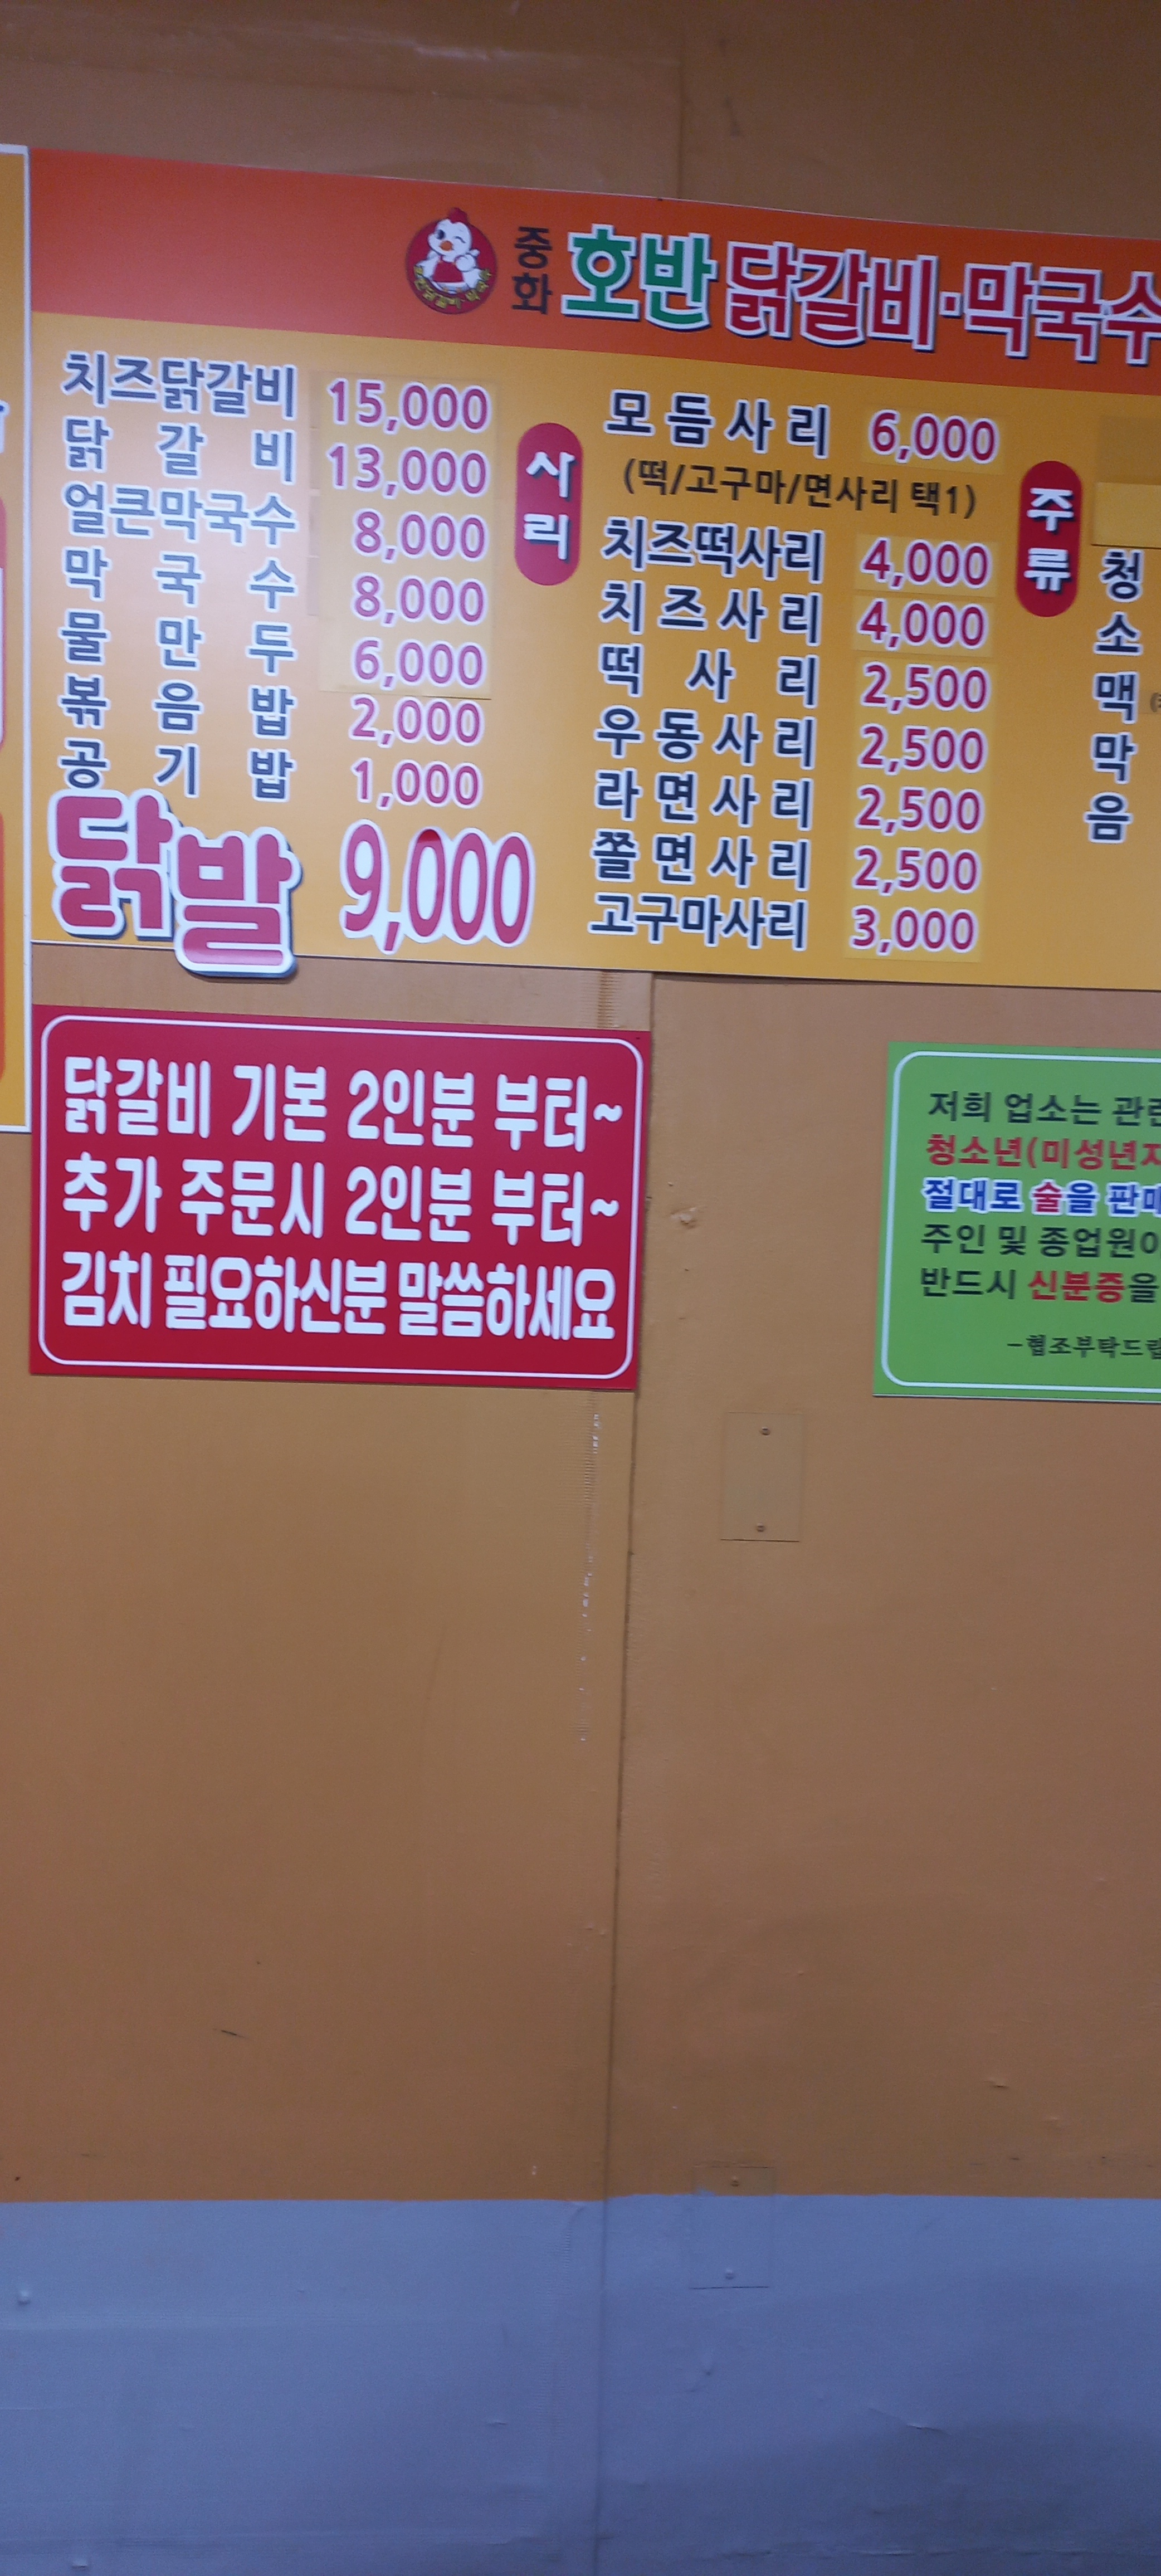 중화 호반 닭갈비·막국수
치즈닭갈비 15,000
닭갈비 13,000
얼큰막국수 8,000
막국수 8,000
물만두 6,000
볶음밥 2,000
공기밥 1,000
닭발 9,000
사리
모듬사리 6,000
(떡/고구마/면사리 택1)
치즈떡사리 4,000
치즈사리 4,000
떡사리 2,500
우동사리 2,500
라면사리 2,500
쫄면사리 2,500
고구마사리 3,000
주류
청
소
맥
막
음
닭갈비 기본 2인분 부터~
추가 주문시 2인분 부터~
김치 필요하신분 말씀하세요
저희 업소는
청소년(미성년
절대로 술을
주인 및 종업원
반드시 신분증을
-협조부탁드